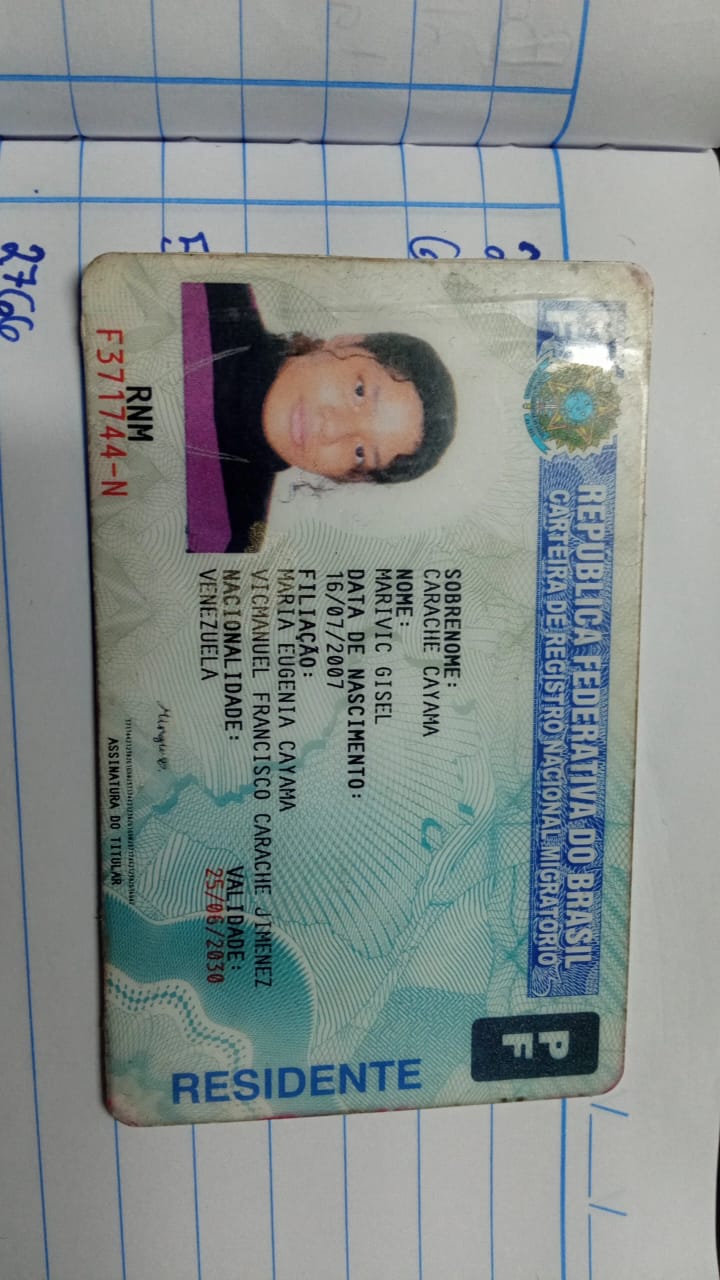 REPÚBLICA FEDERATIVA DO BRASIL
CARTEIRA DE REGISTRO NACIONAL MIGRATÓRIO
PF
SOBRENOME:
CARACHE CAYAMA
NOME:
MARIVIC GISEL
DATA DE NASCIMENTO:
16/07/2007
FILIAÇÃO:
MARIA EUGENIA CAYAMA
VICMANUEL FRANCISCO CARACHE JIMENEZ
NACIONALIDADE:
VENEZUELA
VALIDADE:
25/06/2030
RESIDENTE
RNM
F371744-N
ASSINATURA DO TITULAR
2766